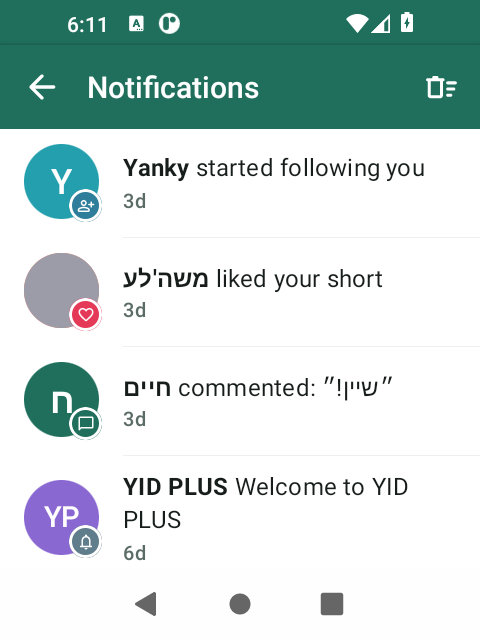 6:11
Notifications
Y
Yanky started following you
3d
משה'לע liked your short
3d
ח
חיים commented: ״שיין!״
3d
YP
YID PLUS Welcome to YID
PLUS
6d